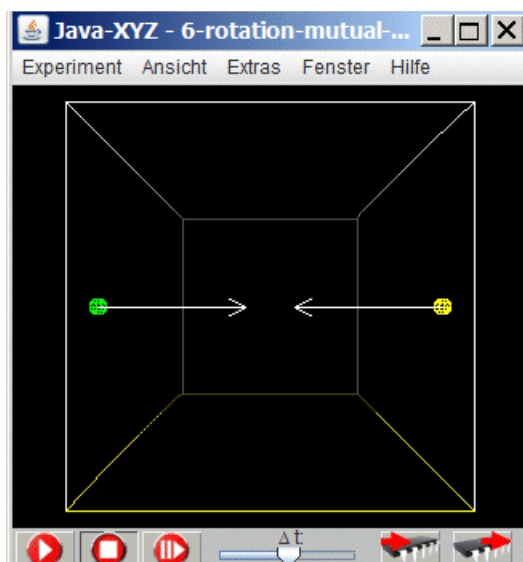 Java-XYZ - 6-rotation-mutual-...
Experiment Ansicht Extras Fenster Hilfe
Δt